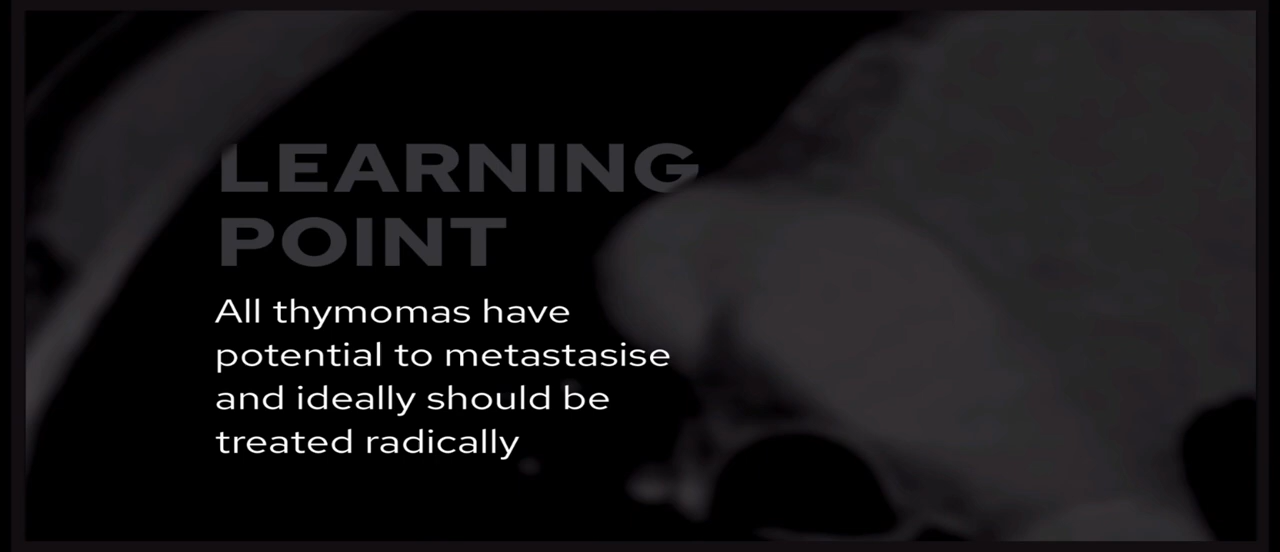 LEARNING
POINT
All thymomas have
potential to metastasise
and ideally should be
treated radically